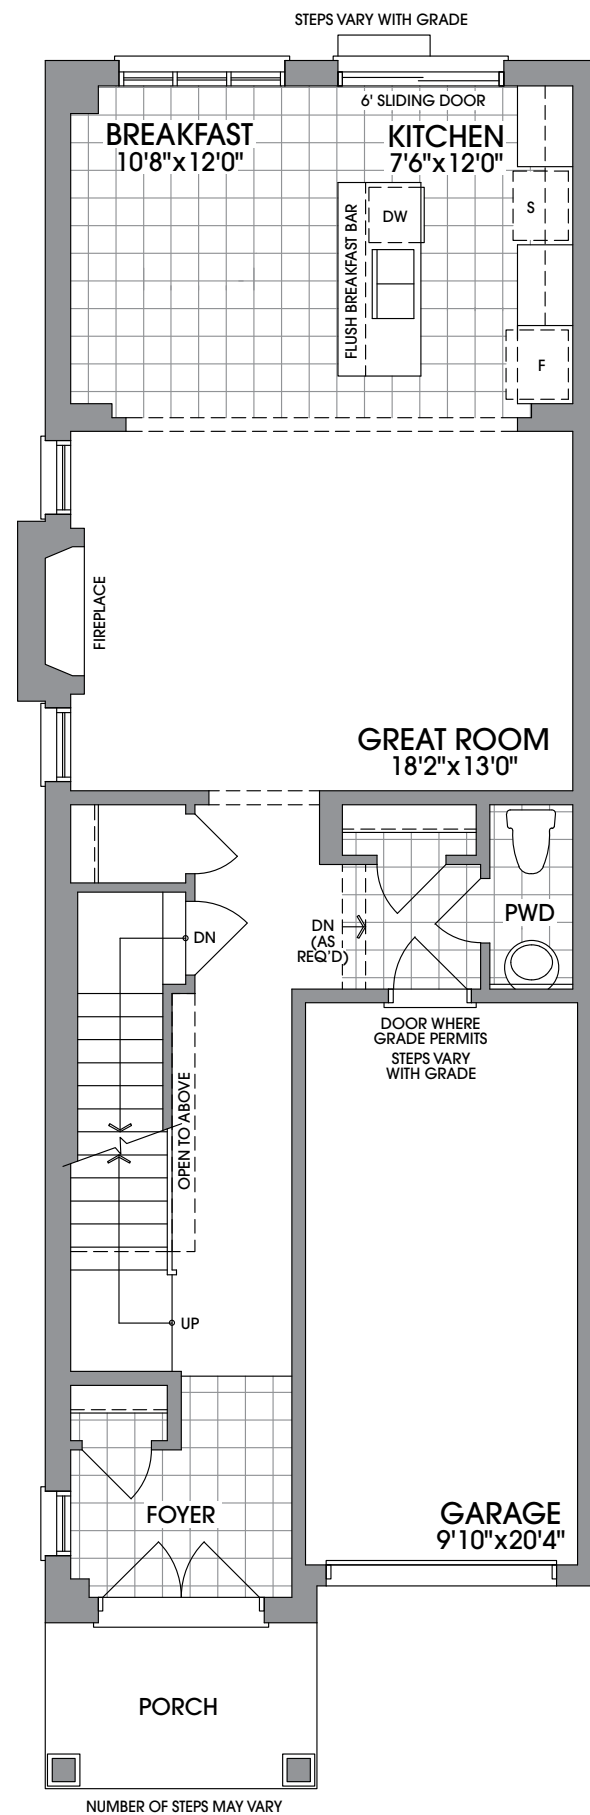 STEPS VARY WITH GRADE
6' SLIDING DOOR
BREAKFAST
10'8"x12'0"
KITCHEN
7'6"x12'0"
S
DW
FLUSH BREAKFAST BAR
F
FIREPLACE
GREAT ROOM
18'2"x13'0"
PWD
DN
DN
(AS
REQ'D)
DOOR WHERE
GRADE PERMITS
STEPS VARY
WITH GRADE
OPEN TO ABOVE
UP
FOYER
GARAGE
9'10"x20'4"
PORCH
NUMBER OF STEPS MAY VARY